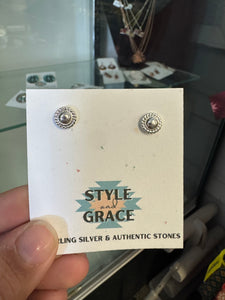 STYLE
and
GRACE
RLING SILVER & AUTHENTIC STONES